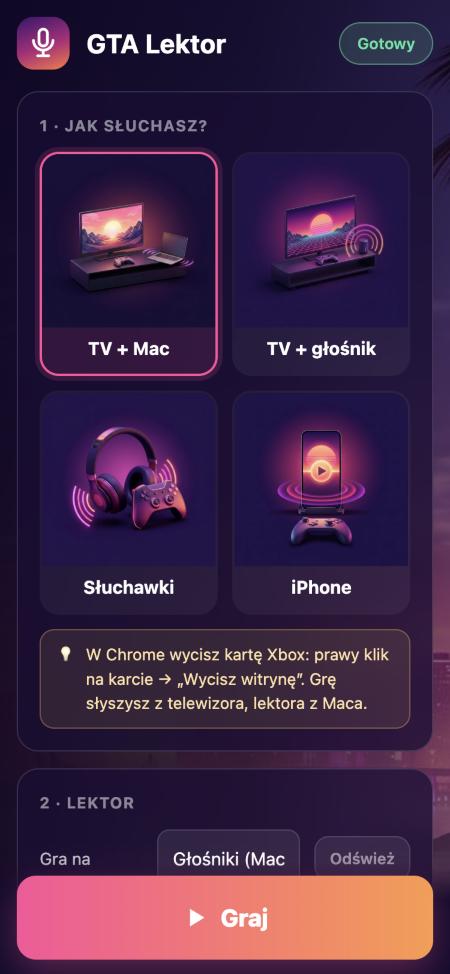 GTA Lektor
Gotowy
1 · JAK SŁUCHASZ?
TV + Mac
TV + głośnik
Słuchawki
iPhone
W Chrome wycisz kartę Xbox: prawy klik
na karcie → „Wycisz witrynę”. Grę
słyszysz z telewizora, lektora z Maca.
2 · LEKTOR
Gra na
Głośniki (Mac
Odśwież
Graj